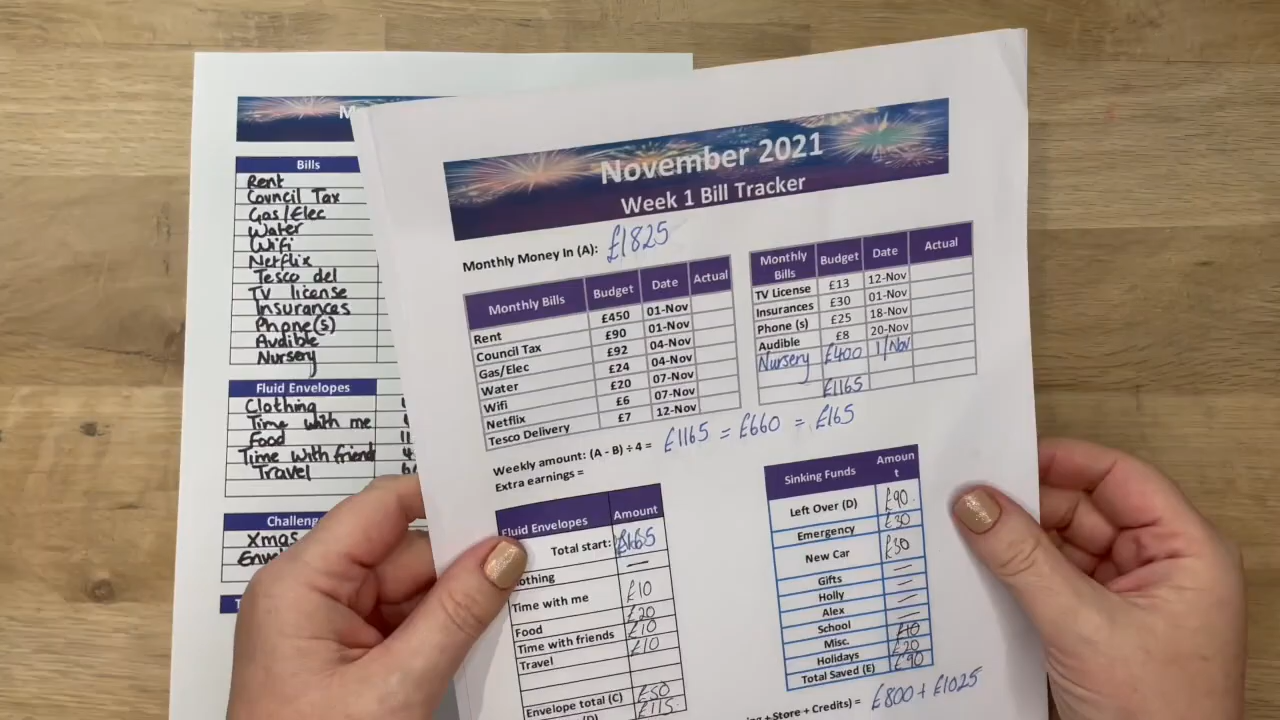 M
Bills
Rent
Council Tax
Gas/Elec
Water
Wifi
Netflix
Tesco del
TV license
Insurances
Phone(s)
Audible
Nursery
Fluid Envelopes
Clothing
Time with me
Food
Time with friend
Travel
Challeng
Xmas
Enve
T
November 2021
Week 1 Bill Tracker
Monthly Money In (A): £1825
Monthly Bills Budget Date Actual
Rent £450 01-Nov
Council Tax £90 01-Nov
Gas/Elec £92 04-Nov
Water £24 04-Nov
Wifi £20 07-Nov
Netflix £6 07-Nov
Tesco Delivery £7 12-Nov
Monthly Bills Budget Date Actual
TV License £13 12-Nov
Insurances £30 01-Nov
Phone (s) £25 18-Nov
Audible £8 20-Nov
Nursery £400 1/Nov
£1165
Weekly amount: (A - B) ÷ 4 = £1165 = £660 = £165
Extra earnings =
Fluid Envelopes Amount
Total start: £165
othing —
Time with me £10
Food £20
Time with friends £10
Travel £10
Envelope total (C) £50
(D) £115
Sinking Funds Amoun t
Left Over (D) £90
Emergency £30
New Car £30
Gifts —
Holly —
Alex —
School —
Misc. £10
Holidays £20
Total Saved (E) £90
+ Store + Credits) = £800 + £1025